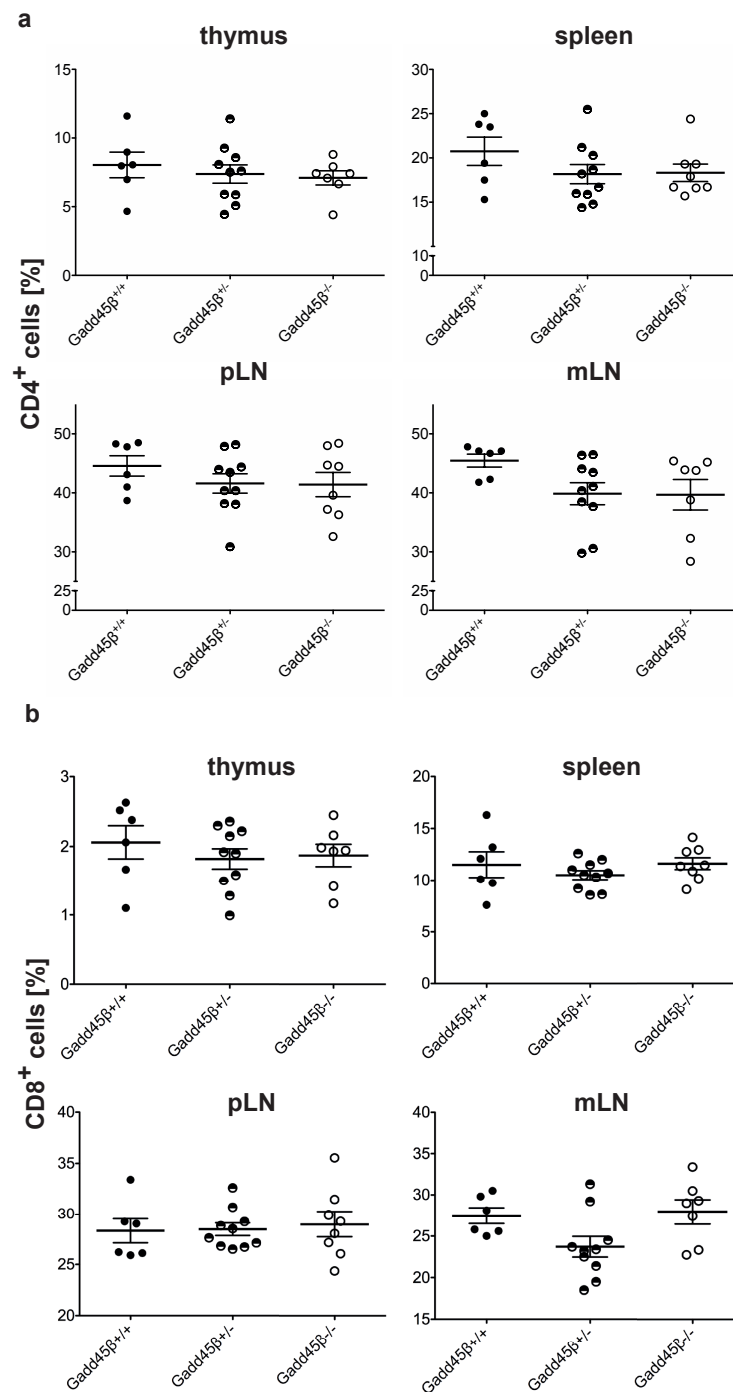 a
thymus
15
10
5
0
Gadd45β+/+
Gadd45β+/-
Gadd45β-/-
spleen
30
25
20
15
10
0
Gadd45β+/+
Gadd45β+/-
Gadd45β-/-
CD4+ cells [%]
pLN
50
40
30
25
0
Gadd45β+/+
Gadd45β+/-
Gadd45β-/-
mLN
50
40
30
25
0
Gadd45β+/+
Gadd45β+/-
Gadd45β-/-
b
thymus
3
2
1
0
Gadd45β+/+
Gadd45β+/-
Gadd45β-/-
spleen
20
15
10
5
0
Gadd45β+/+
Gadd45β+/-
Gadd45β-/-
CD8+ cells [%]
pLN
40
35
30
25
20
Gadd45β+/+
Gadd45β+/-
Gadd45β-/-
mLN
40
35
30
25
20
15
Gadd45β+/+
Gadd45β+/-
Gadd45β-/-